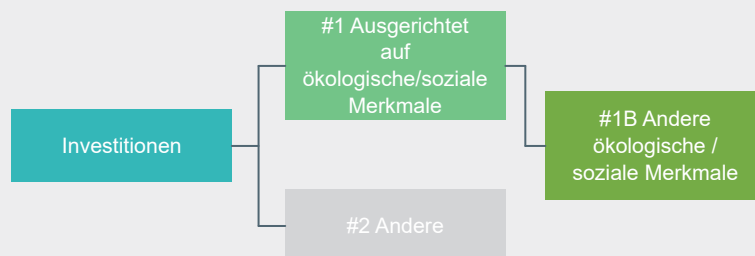 #1 Ausgerichtet
auf
ökologische/soziale
Merkmale
Investitionen
#1B Andere
ökologische /
soziale Merkmale
#2 Andere